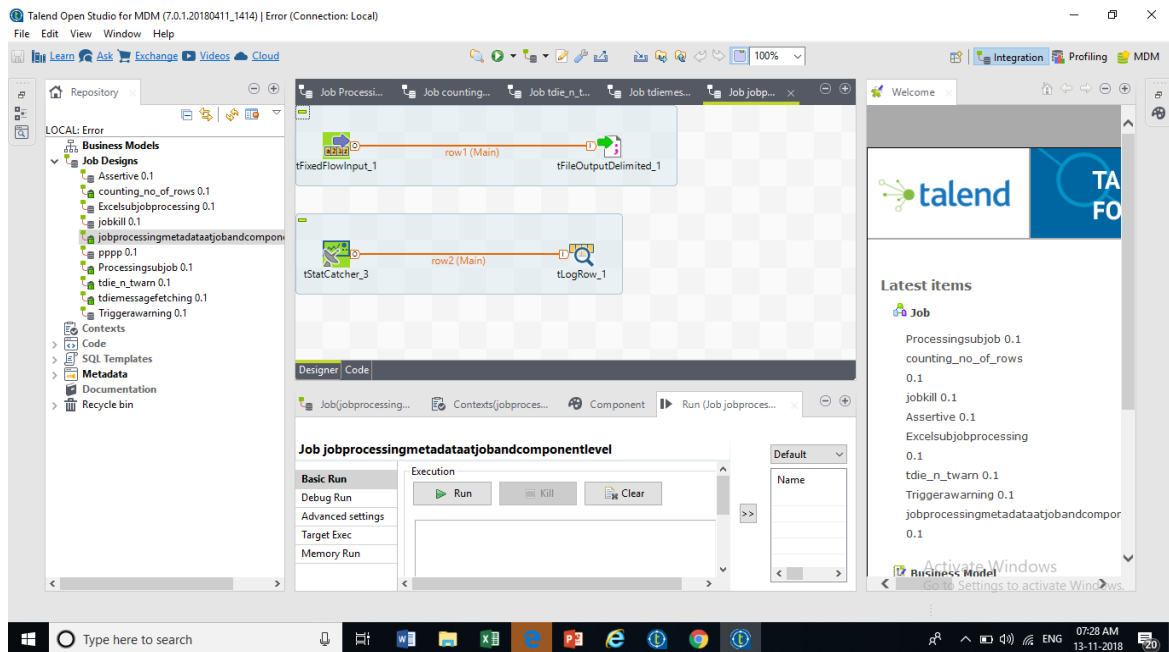 Talend Open Studio for MDM (7.0.1.20180411_1414) | Error (Connection: Local)
File Edit View Window Help
Learn Ask Exchange Videos Cloud
100%
Integration Profiling MDM
Repository
LOCAL: Error
Business Models
Job Designs
Assertive 0.1
counting_no_of_rows 0.1
Excelsubjobprocessing 0.1
jobkill 0.1
jobprocessingmetadataatjobandcompone
pppp 0.1
Processingsubjob 0.1
tdie_n_twarn 0.1
tdiemessagefetching 0.1
Triggerawarning 0.1
Contexts
Code
SQL Templates
Metadata
Documentation
Recycle bin
Job Processi... Job counting... Job tdie_n_t... Job tdiemes... Job jobp...
row1 (Main)
tFixedFlowInput_1 tFileOutputDelimited_1
row2 (Main)
tStatCatcher_3 tLogRow_1
Designer Code
Job(jobprocessing... Contexts(jobproces... Component Run (Job jobproces...
Job jobprocessingmetadataatjobandcomponentlevel
Basic Run
Debug Run
Advanced settings
Target Exec
Memory Run
Execution
Run Kill Clear
>>
Default
Name
Welcome
talend
TA
FO
Latest items
Job
Processingsubjob 0.1
counting_no_of_rows
0.1
jobkill 0.1
Assertive 0.1
Excelsubjobprocessing
0.1
tdie_n_twarn 0.1
Triggerawarning 0.1
jobprocessingmetadataatjobandcompor
0.1
Business Model
Activate Windows
Go to Settings to activate Windows.
Type here to search
ENG
07:28 AM
13-11-2018
20